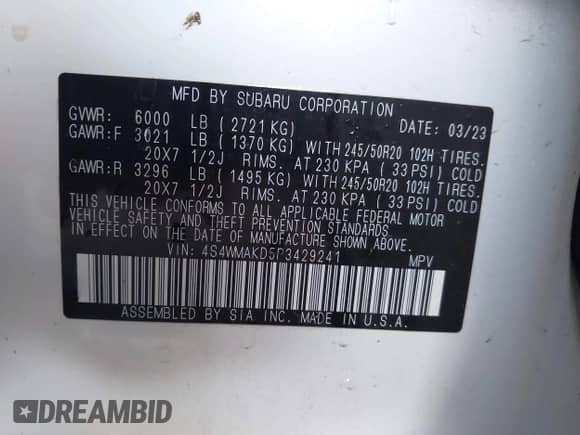 MFD BY SUBARU CORPORATION
GVWR: 6000 LB ( 2721 KG) DATE: 03/23
GAWR:F 3021 LB ( 1370 KG) WITH 245/50R20 102H TIRES.
20X7 1/2J RIMS. AT 230 KPA ( 33 PSI) COLD
GAWR:R 3296 LB ( 1495 KG) WITH 245/50R20 102H TIRES.
20X7 1/2J RIMS. AT 230 KPA ( 33 PSI) COLD
THIS VEHICLE CONFORMS TO ALL APPLICABLE FEDERAL MOTOR
VEHICLE SAFETY AND THEFT PREVENTION STANDARDS
IN EFFECT ON THE DATE OF MANUFACTURE SHOWN ABOVE.
VIN: 4S4WMAKD5P3429241 MPV
ASSEMBLED BY SIA INC. MADE IN U.S.A.
DREAMBID